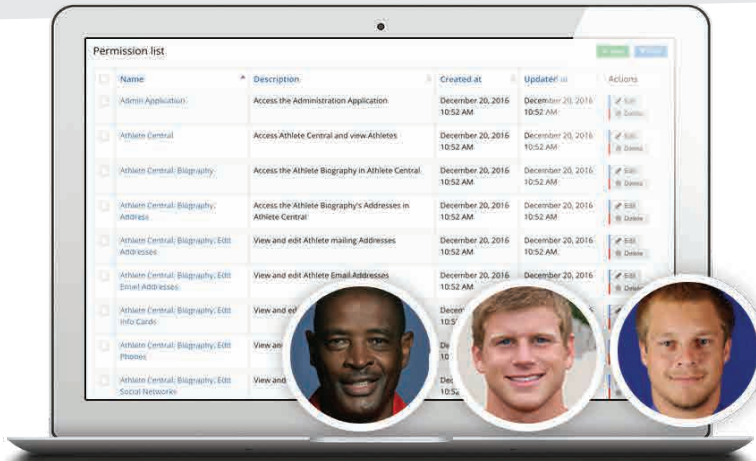 Permission list
Name Description Created at Updated at Actions
Admin Application Access the Administration Application December 20, 2016 December 20, 2016 Edit
10:52 AM 10:52 AM Delete
Athlete Central Access Athlete Central and view Athletes December 20, 2016 December 20, 2016 Edit
10:52 AM 10:52 AM Delete
Athlete Central: Biography Access the Athlete Biography in Athlete Central December 20, 2016 December 20, 2016 Edit
10:52 AM 10:52 AM Delete
Athlete Central: Biography: Access the Athlete Biography's Addresses in December 20, 2016 December 20, 2016 Edit
Address Athlete Central 10:52 AM 10:52 AM Delete
Athlete Central: Biography: Edit View and edit Athlete mailing Addresses December 20, 2016 December 20, 2016 Edit
Addresses 10:52 AM 10:52 AM Delete
Athlete Central: Biography: Edit View and edit Athlete Email Addresses December 20, 2016 December 20, 2016 Edit
Email Addresses 10:52 AM 10:52 AM Delete
Athlete Central: Biography: Edit View and
Info Cards
Athlete Central: Biography: Edit View
Phones
Athlete Central: Biography: Edit View and
Social Networks 10:52